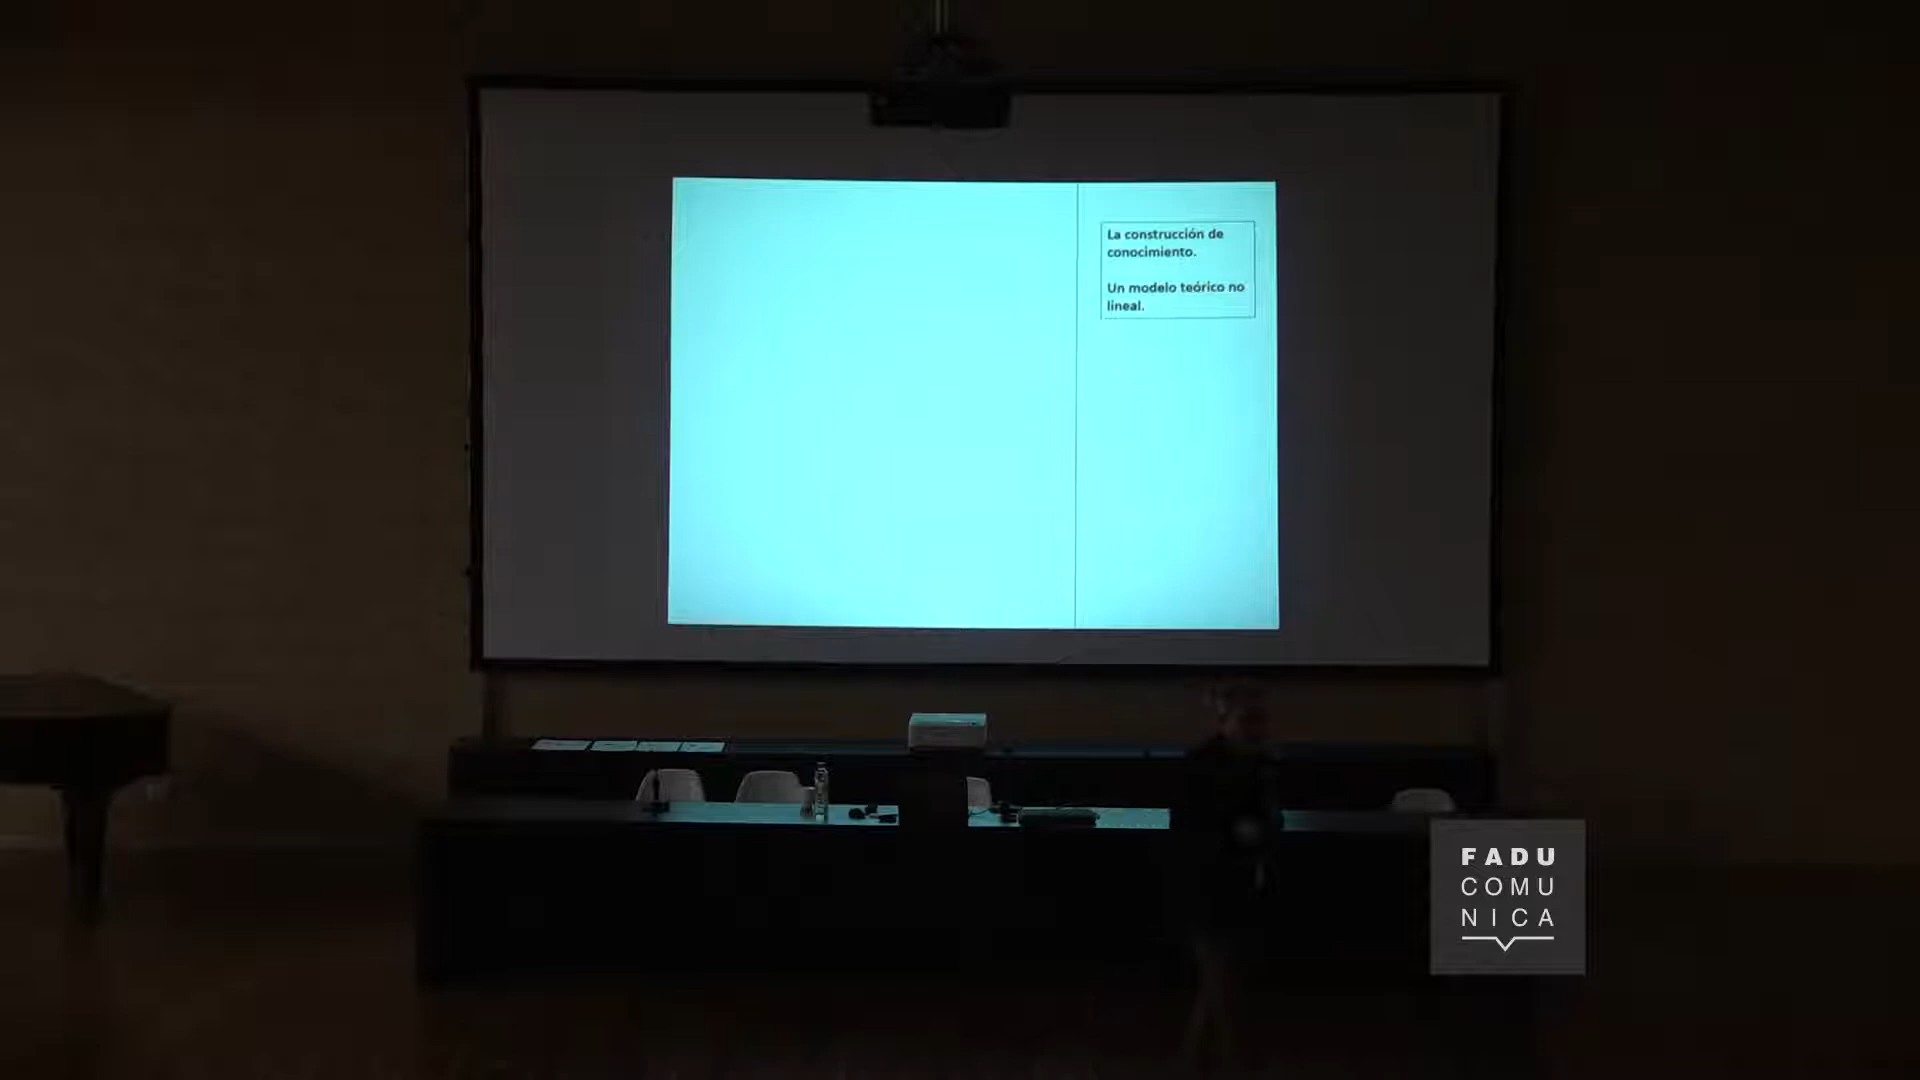 La construcción de
conocimiento.
Un modelo teórico no
lineal.
FADU
COMU
NICA